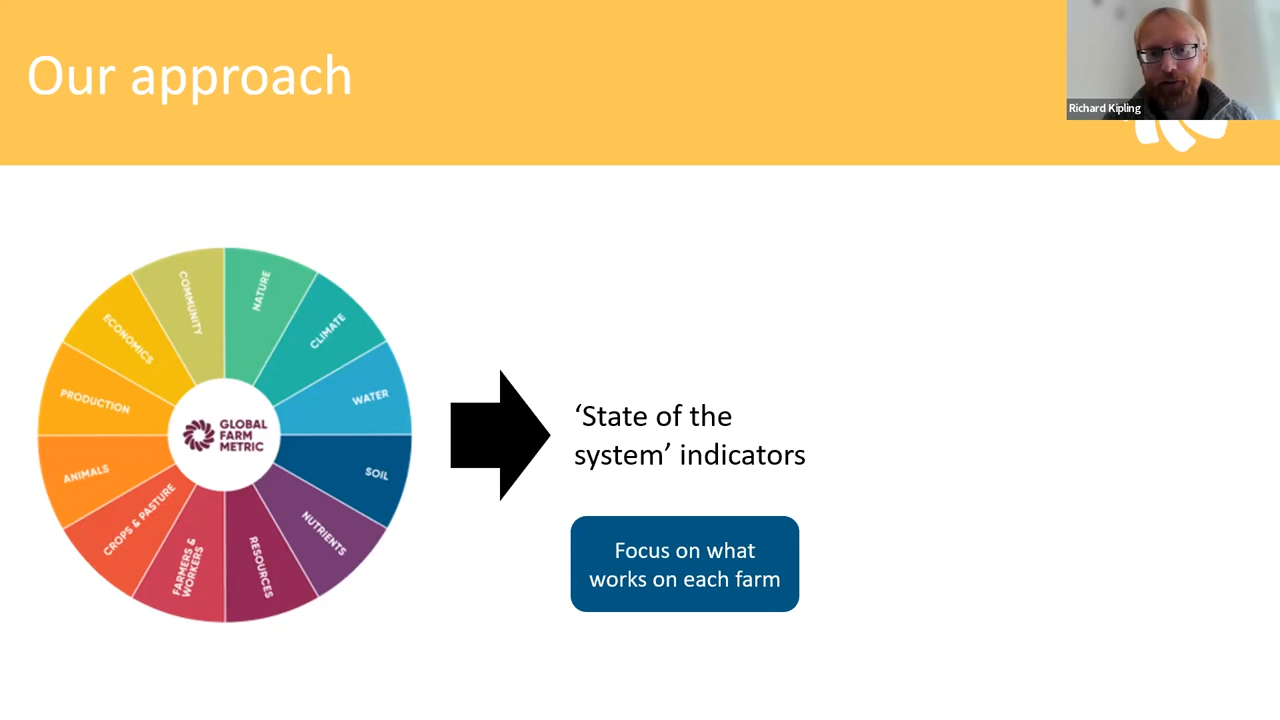 Our approach
Richard Kipling
COMMUNITY
NATURE
ECONOMICS
CLIMATE
PRODUCTION
WATER
GLOBAL
FARM
METRIC
ANIMALS
SOIL
CROPS & PASTURE
NUTRIENTS
FARMERS &
WORKERS
RESOURCES
‘State of the
system’ indicators
Focus on what
works on each farm